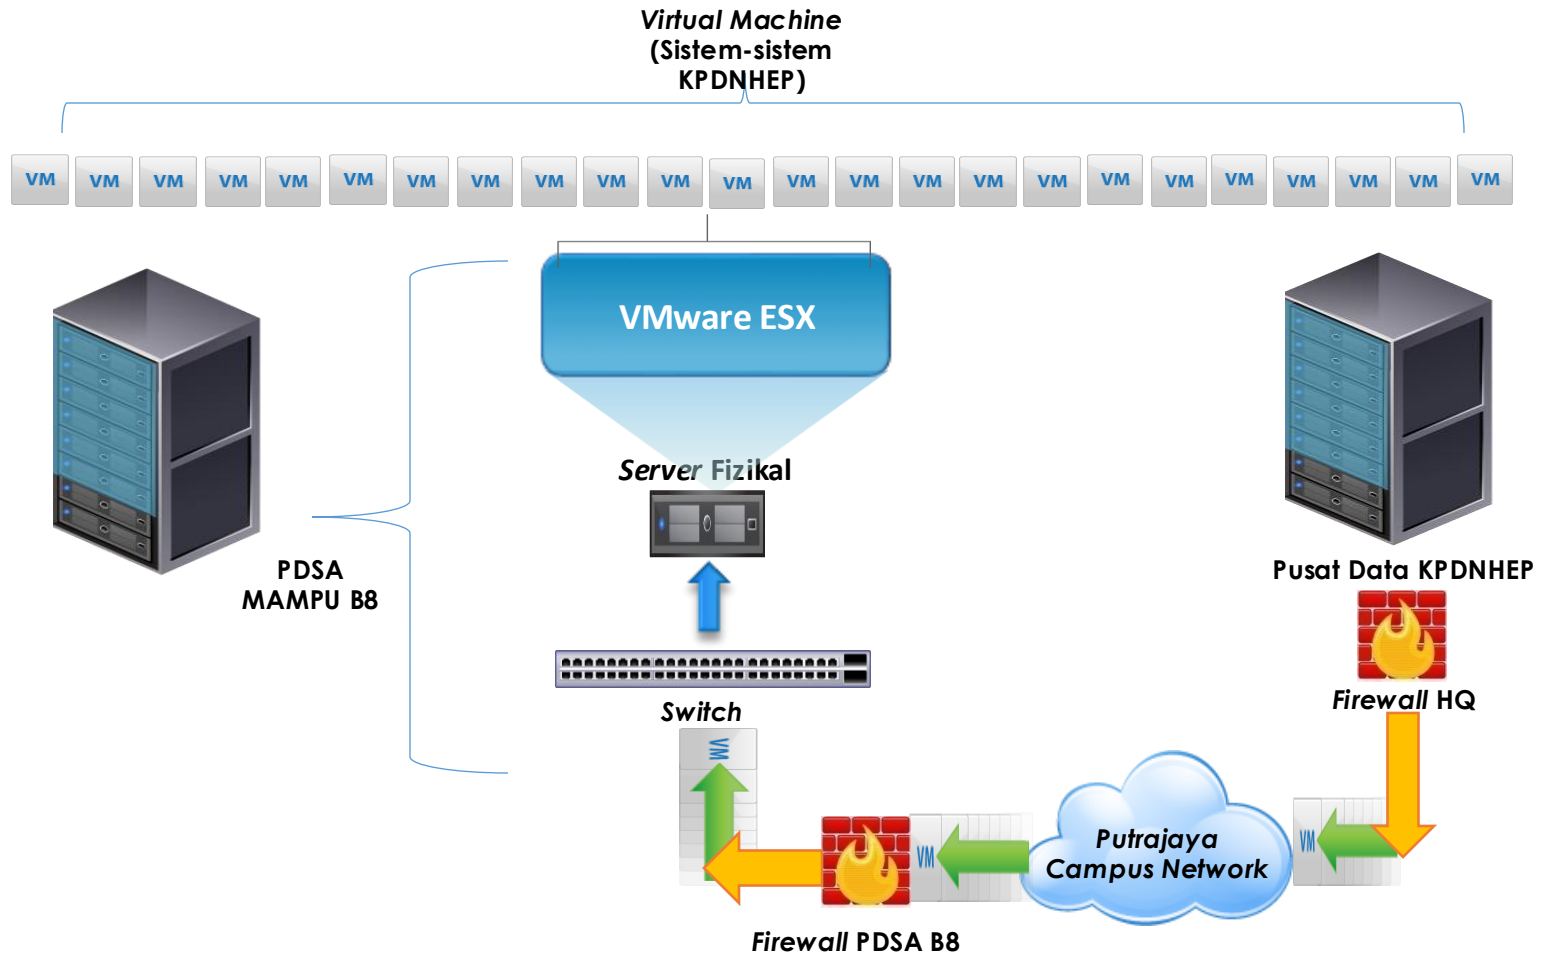 Virtual Machine
(Sistem-sistem
KPDNHEP)
VM VM VM VM VM VM VM VM VM VM VM VM VM VM VM VM VM VM VM VM VM VM VM VM
VMware ESX
Server Fizikal
PDSA
MAMPU B8
Pusat Data KPDNHEP
Firewall HQ
Switch
VM
VM
Putrajaya
Campus Network
VM
Firewall PDSA B8